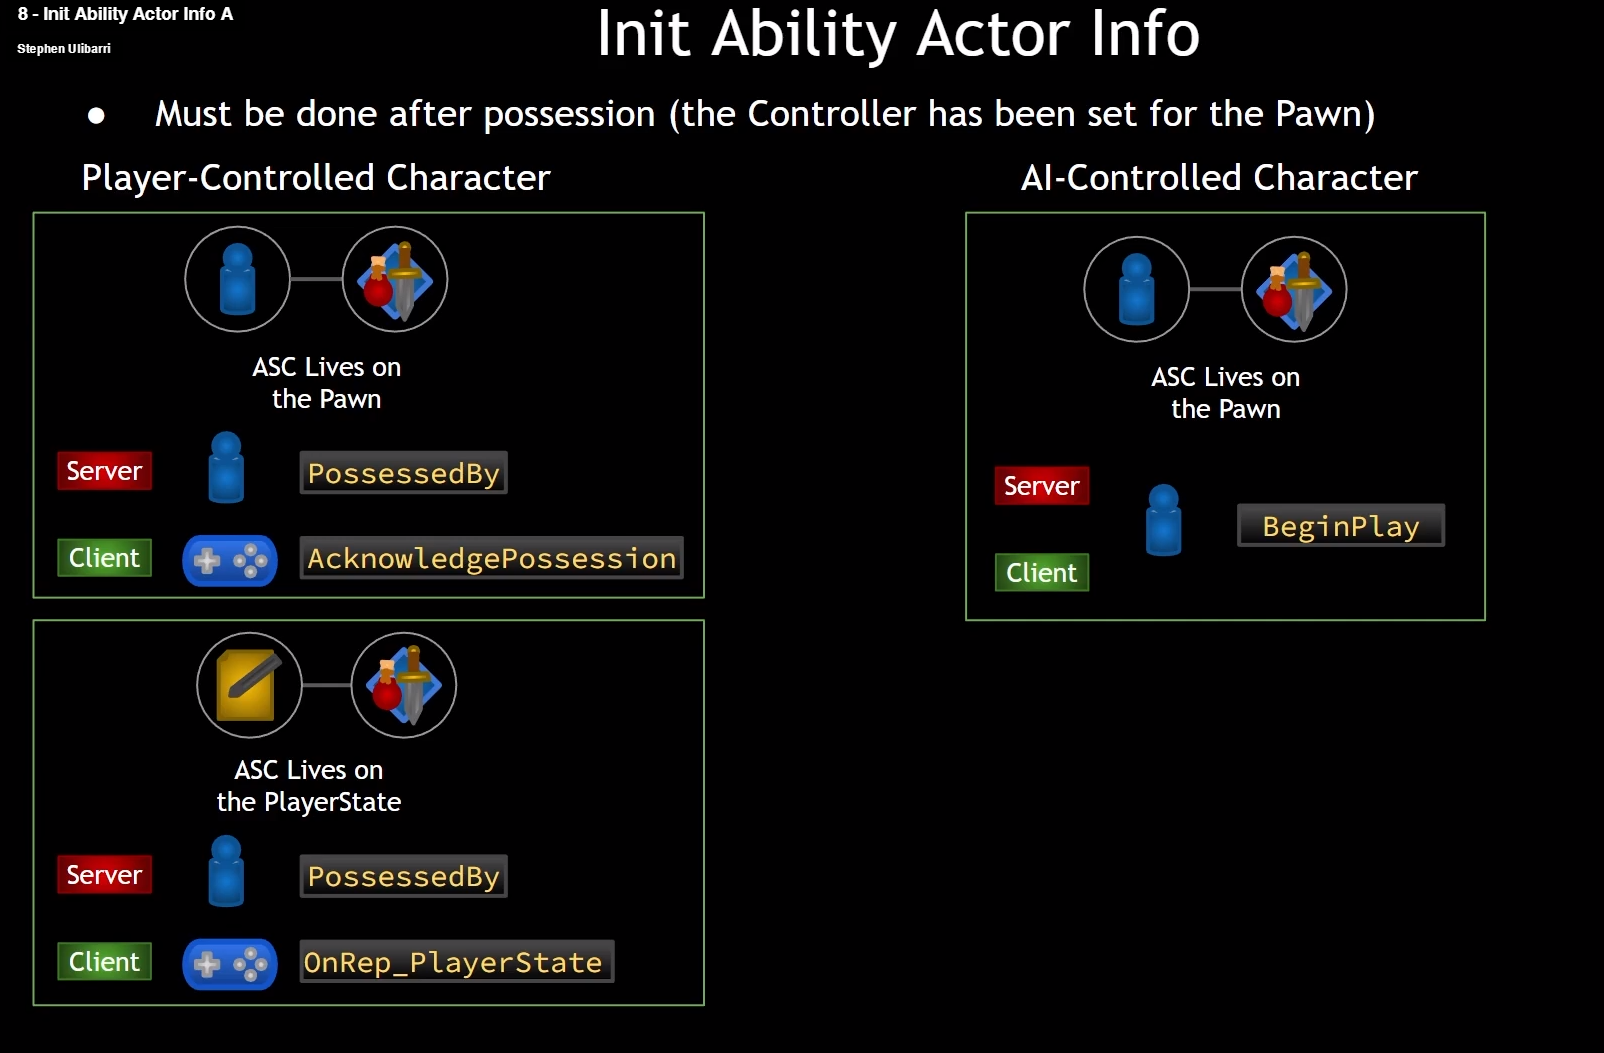 8 - Init Ability Actor Info A
Stephen Ulibarri
Init Ability Actor Info
● Must be done after possession (the Controller has been set for the Pawn)
Player-Controlled Character
ASC Lives on
the Pawn
Server
PossessedBy
Client
AcknowledgePossession
ASC Lives on
the PlayerState
Server
PossessedBy
Client
OnRep_PlayerState
AI-Controlled Character
ASC Lives on
the Pawn
Server
BeginPlay
Client